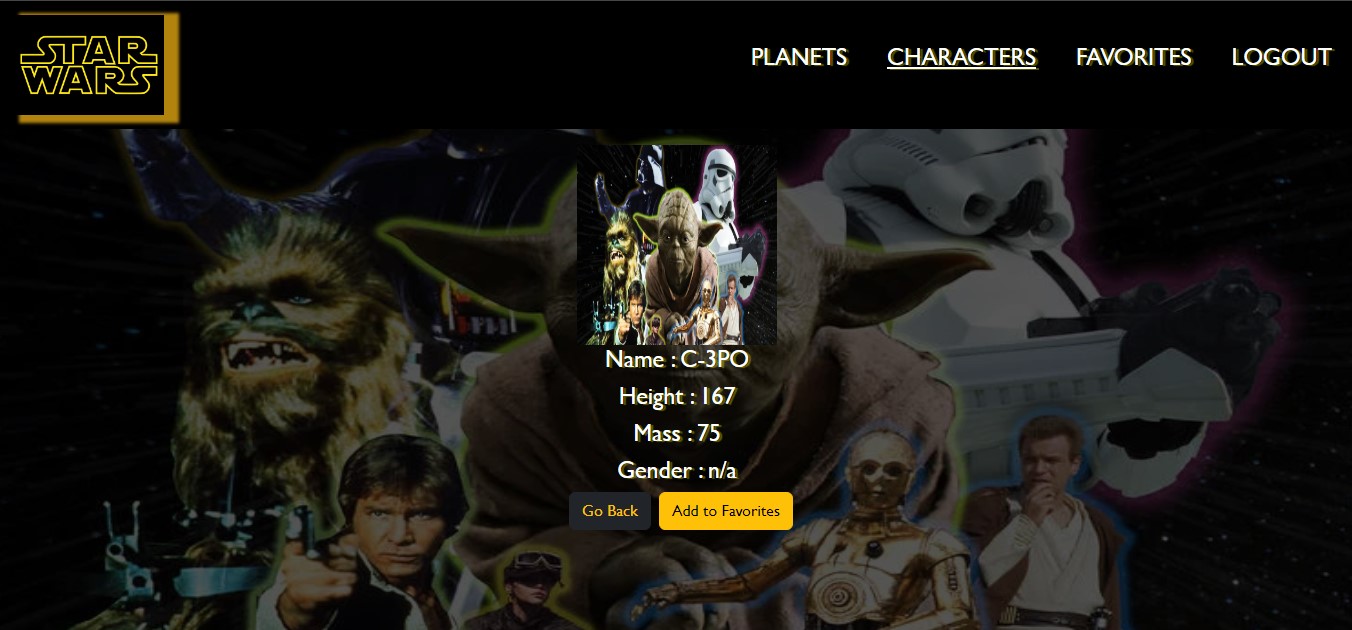 STAR
WARS
PLANETS CHARACTERS FAVORITES LOGOUT
Name : C-3PO
Height : 167
Mass : 75
Gender : n/a
Go Back Add to Favorites